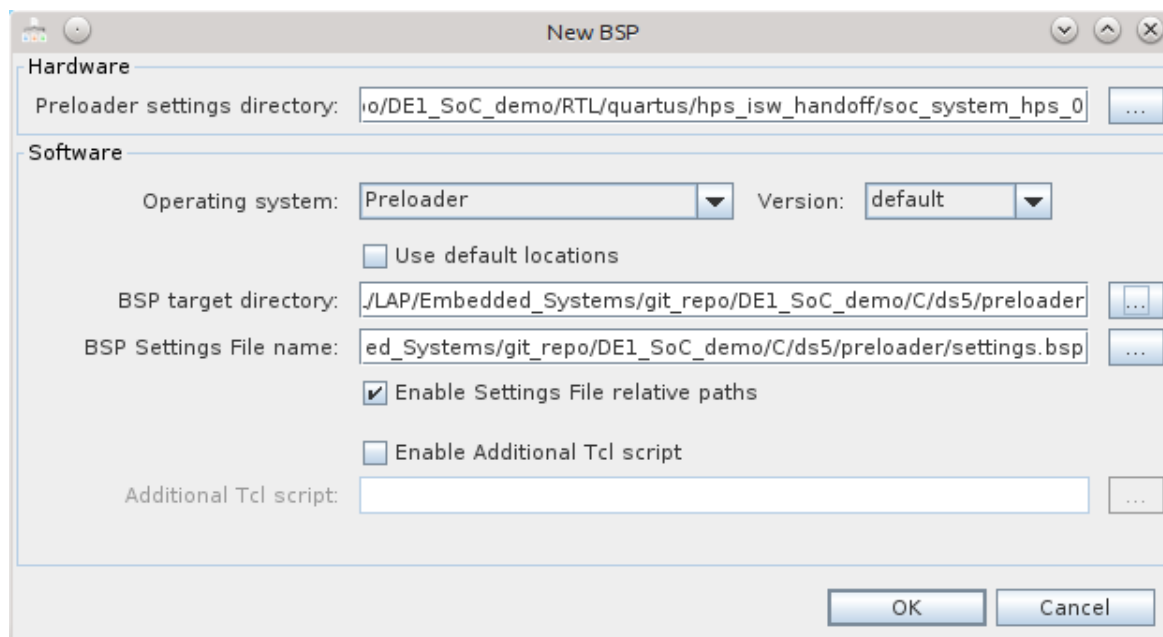 New BSP
Hardware
Preloader settings directory: o/DE1_SoC_demo/RTL/quartus/hps_isw_handoff/soc_system_hps_0 ...
Software
Operating system: Preloader Version: default
Use default locations
BSP target directory: ./LAP/Embedded_Systems/git_repo/DE1_SoC_demo/C/ds5/preloader ...
BSP Settings File name: ed_Systems/git_repo/DE1_SoC_demo/C/ds5/preloader/settings.bsp ...
Enable Settings File relative paths
Enable Additional Tcl script
Additional Tcl script: ...
OK Cancel